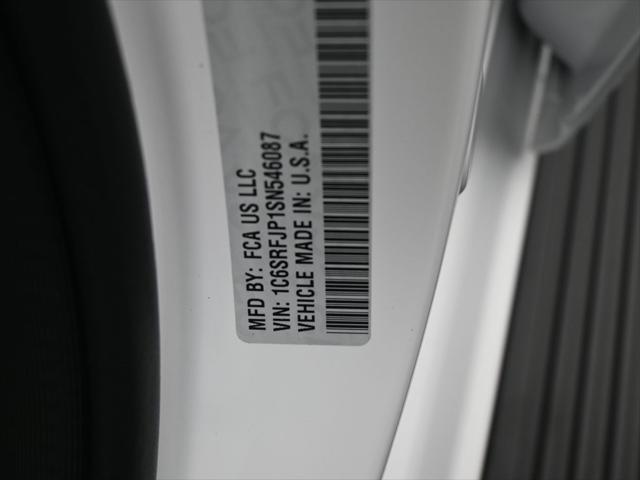 MFD BY: FCA US LLC
VIN: 1C6SRFJP1SN546087
VEHICLE MADE IN: U.S.A.